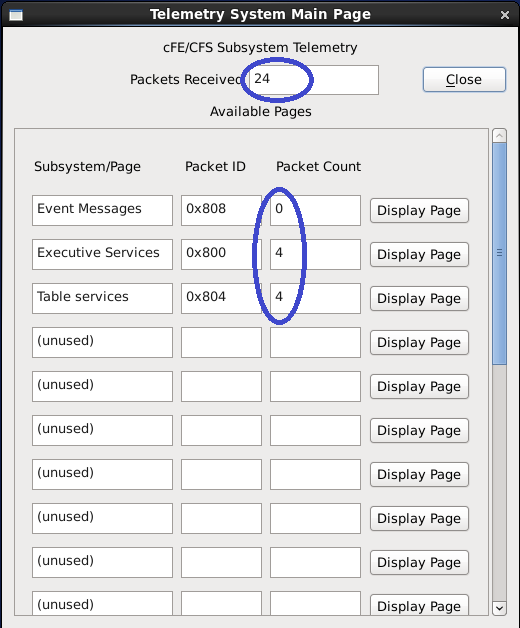 Telemetry System Main Page
cFE/CFS Subsystem Telemetry
Packets Received 24 Close
Available Pages
Subsystem/Page Packet ID Packet Count
Event Messages 0x808 0 Display Page
Executive Services 0x800 4 Display Page
Table services 0x804 4 Display Page
(unused) Display Page
(unused) Display Page
(unused) Display Page
(unused) Display Page
(unused) Display Page
(unused) Display Page
(unused) Display Page